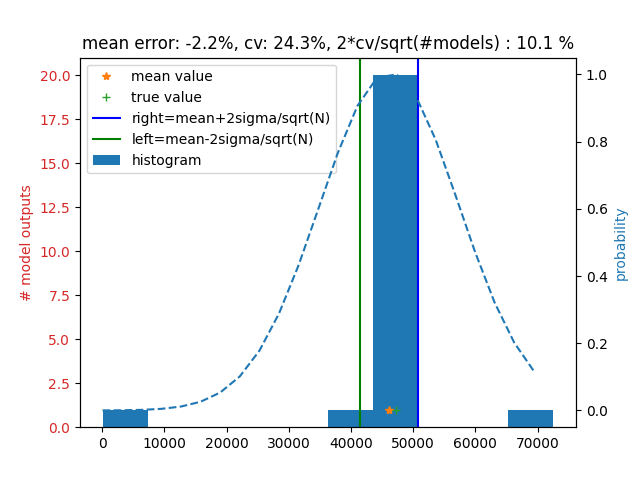 mean error: -2.2%, cv: 24.3%, 2*cv/sqrt(#models) : 10.1 %
mean value
true value
right=mean+2sigma/sqrt(N)
left=mean-2sigma/sqrt(N)
histogram
# model outputs
20.0
17.5
15.0
12.5
10.0
7.5
5.0
2.5
0.0
0
10000
20000
30000
40000
50000
60000
70000
1.0
0.8
0.6
0.4
0.2
0.0
probability